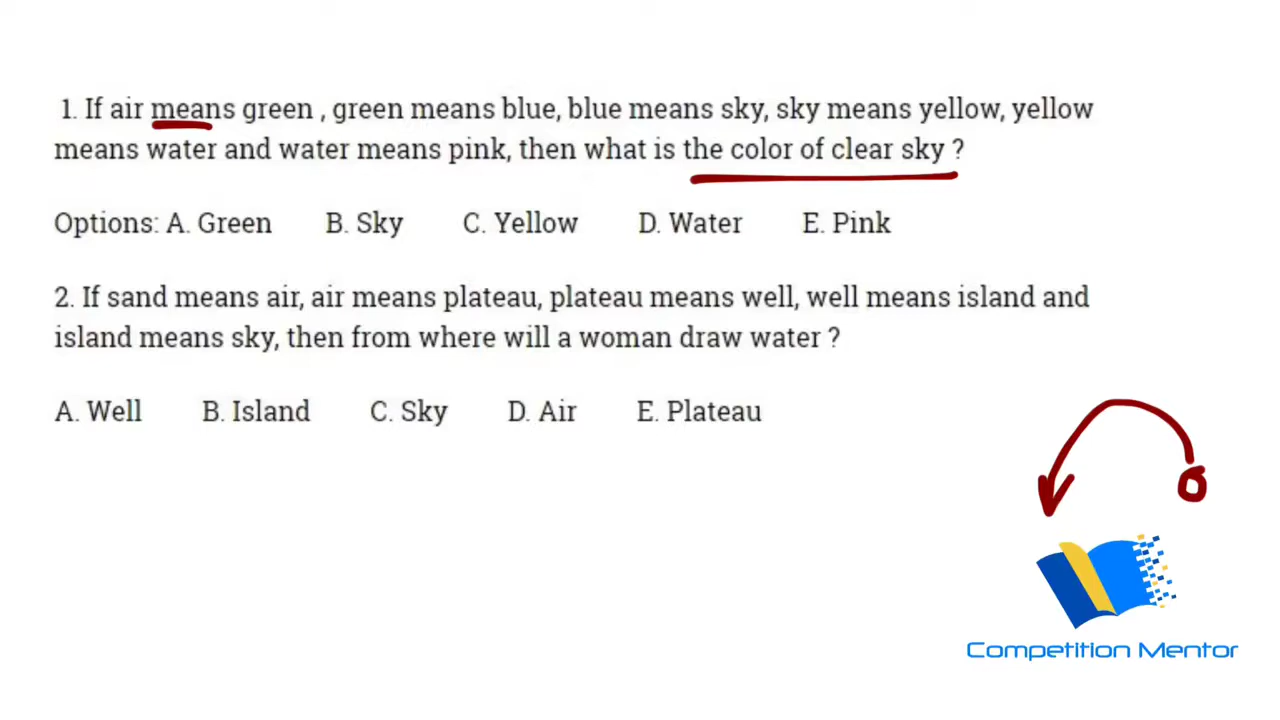 1. If air means green , green means blue, blue means sky, sky means yellow, yellow
means water and water means pink, then what is the color of clear sky ?
Options: A. Green B. Sky C. Yellow D. Water E. Pink
2. If sand means air, air means plateau, plateau means well, well means island and
island means sky, then from where will a woman draw water ?
A. Well B. Island C. Sky D. Air E. Plateau
Competition Mentor